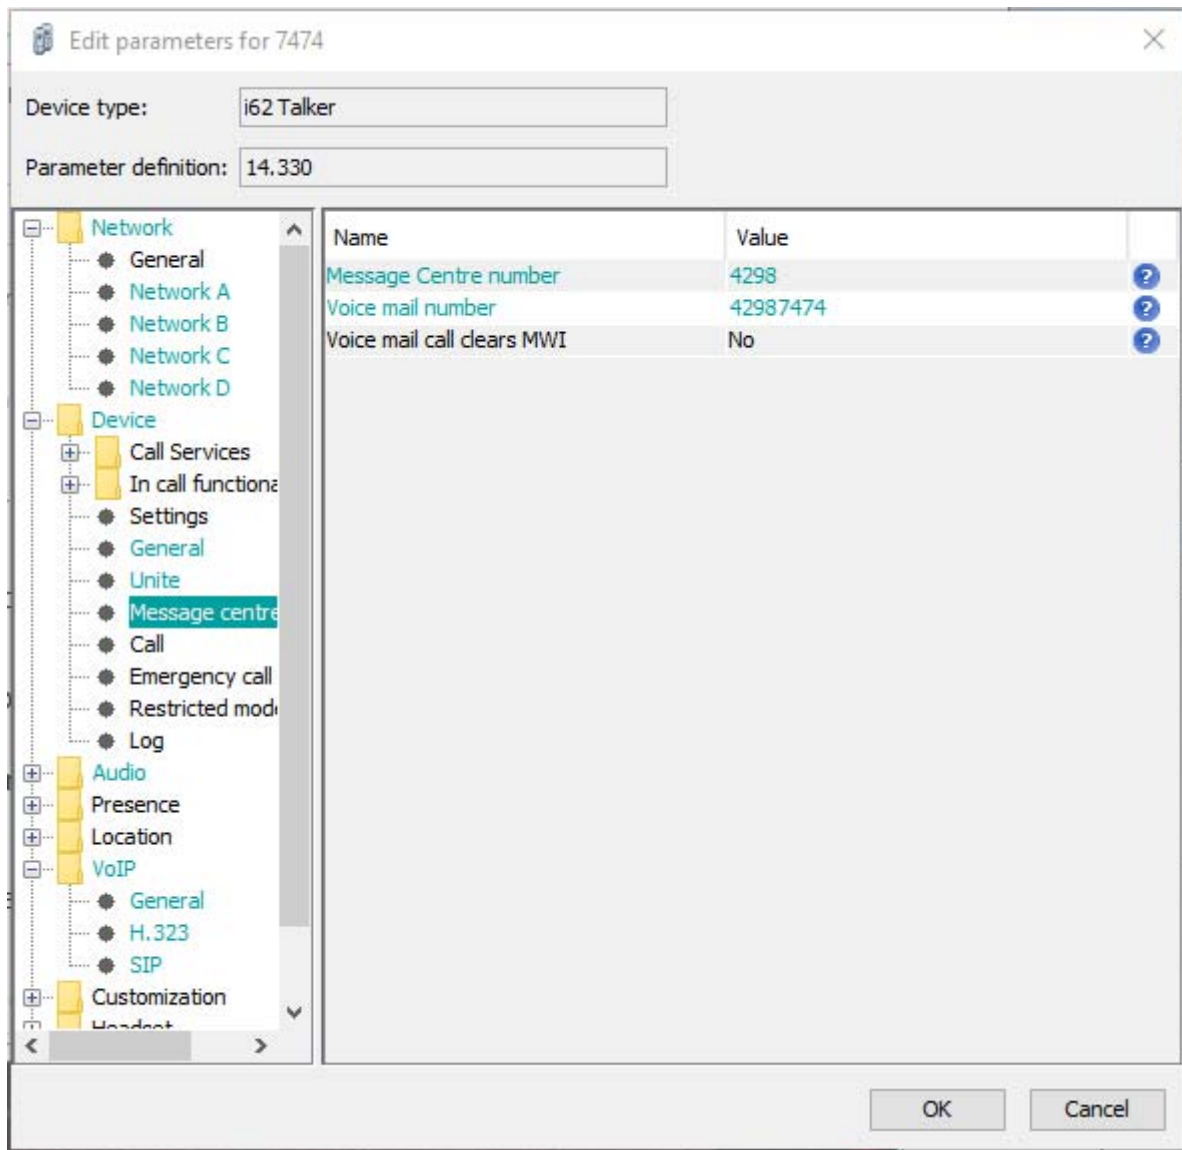 Edit parameters for 7474
Device type: i62 Talker
Parameter definition: 14.330
Network
General
Network A
Network B
Network C
Network D
Device
Call Services
In call functiona
Settings
General
Unite
Message centre
Call
Emergency call
Restricted mod
Log
Audio
Presence
Location
VoIP
General
H.323
SIP
Customization
Headset
Name Value
Message Centre number 4298 ?
Voice mail number 42987474 ?
Voice mail call clears MWI No ?
OK Cancel